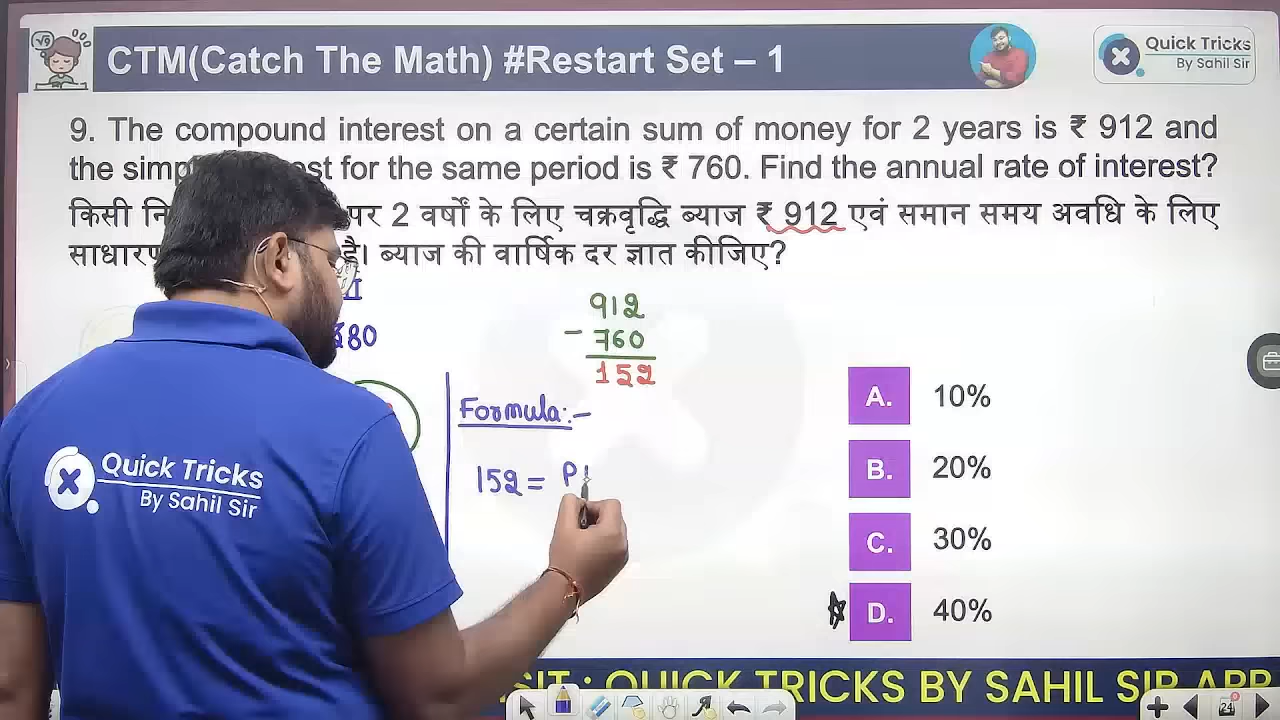 CTM(Catch The Math) #Restart Set – 1
Quick Tricks
By Sahil Sir
9. The compound interest on a certain sum of money for 2 years is ₹ 912 and
the for the same period is ₹ 760. Find the annual rate of interest?
किसी पर 2 वर्षों के लिए चक्रवृद्धि ब्याज ₹ 912 एवं समान समय अवधि के लिए
है। ब्याज की वार्षिक दर ज्ञात कीजिए?
II
380
912
- 760
152
Formula:-
152 = P
A. 10%
B. 20%
C. 30%
D. 40%
Quick Tricks
By Sahil Sir
: QUICK TRICKS BY SAHIL SIR APP
24